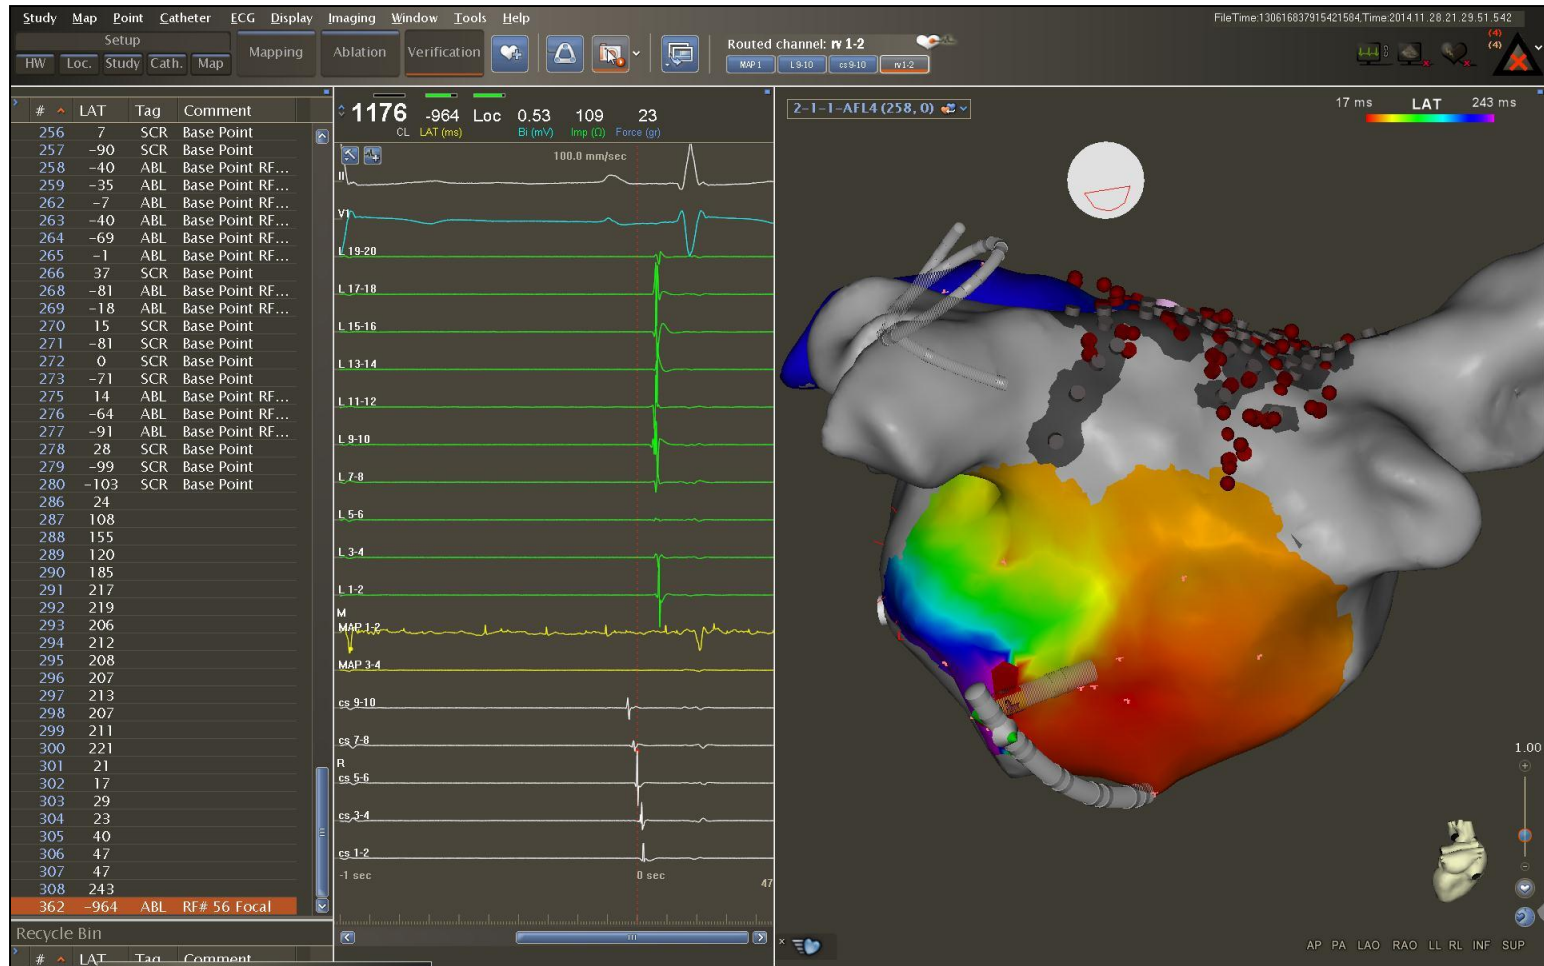 Study Map Point Catheter ECG Display Imaging Window Tools Help
FileTime:130616837915421584,Time:2014.11.28.21.29.51.542
Setup
HW Loc. Study Cath. Map
Mapping
Ablation
Verification
Routed channel: rv 1-2
MAP 1 L9-10 cs9-10 rv1-2
(4)
(4)
# LAT Tag Comment
256 7 SCR Base Point
257 -90 SCR Base Point
258 -40 ABL Base Point RF...
259 -35 ABL Base Point RF...
262 -7 ABL Base Point RF...
263 -40 ABL Base Point RF...
264 -69 ABL Base Point RF...
265 -1 ABL Base Point RF...
266 37 SCR Base Point
268 -81 ABL Base Point RF...
269 -18 ABL Base Point RF...
270 15 SCR Base Point
271 -81 SCR Base Point
272 0 SCR Base Point
273 -71 SCR Base Point
275 14 ABL Base Point RF...
276 -64 ABL Base Point RF...
277 -91 ABL Base Point RF...
278 28 SCR Base Point
279 -99 SCR Base Point
280 -103 SCR Base Point
286 24
287 108
288 155
289 120
290 185
291 217
292 219
293 206
294 212
295 208
296 207
297 213
298 207
299 211
300 221
301 21
302 17
303 29
304 23
305 40
306 47
307 47
308 243
362 -964 ABL RF# 56 Focal
Recycle Bin
# LAT Tag Comment
1176 -964 Loc 0.53 109 23
CL LAT (ms) Bi (mV) Imp (Ω) Force (gr)
100.0 mm/sec
II
V1
L 19-20
L 17-18
L 15-16
L 13-14
L 11-12
L 9-10
L 7-8
L 5-6
L 3-4
L 1-2
M
MAP 1-2
MAP 3-4
cs 9-10
cs 7-8
R
cs 5-6
cs 3-4
cs 1-2
-1 sec 0 sec 47
2-1-1-AFL4 (258, 0)
17 ms LAT 243 ms
1.00
AP PA LAO RAO LL RL INF SUP